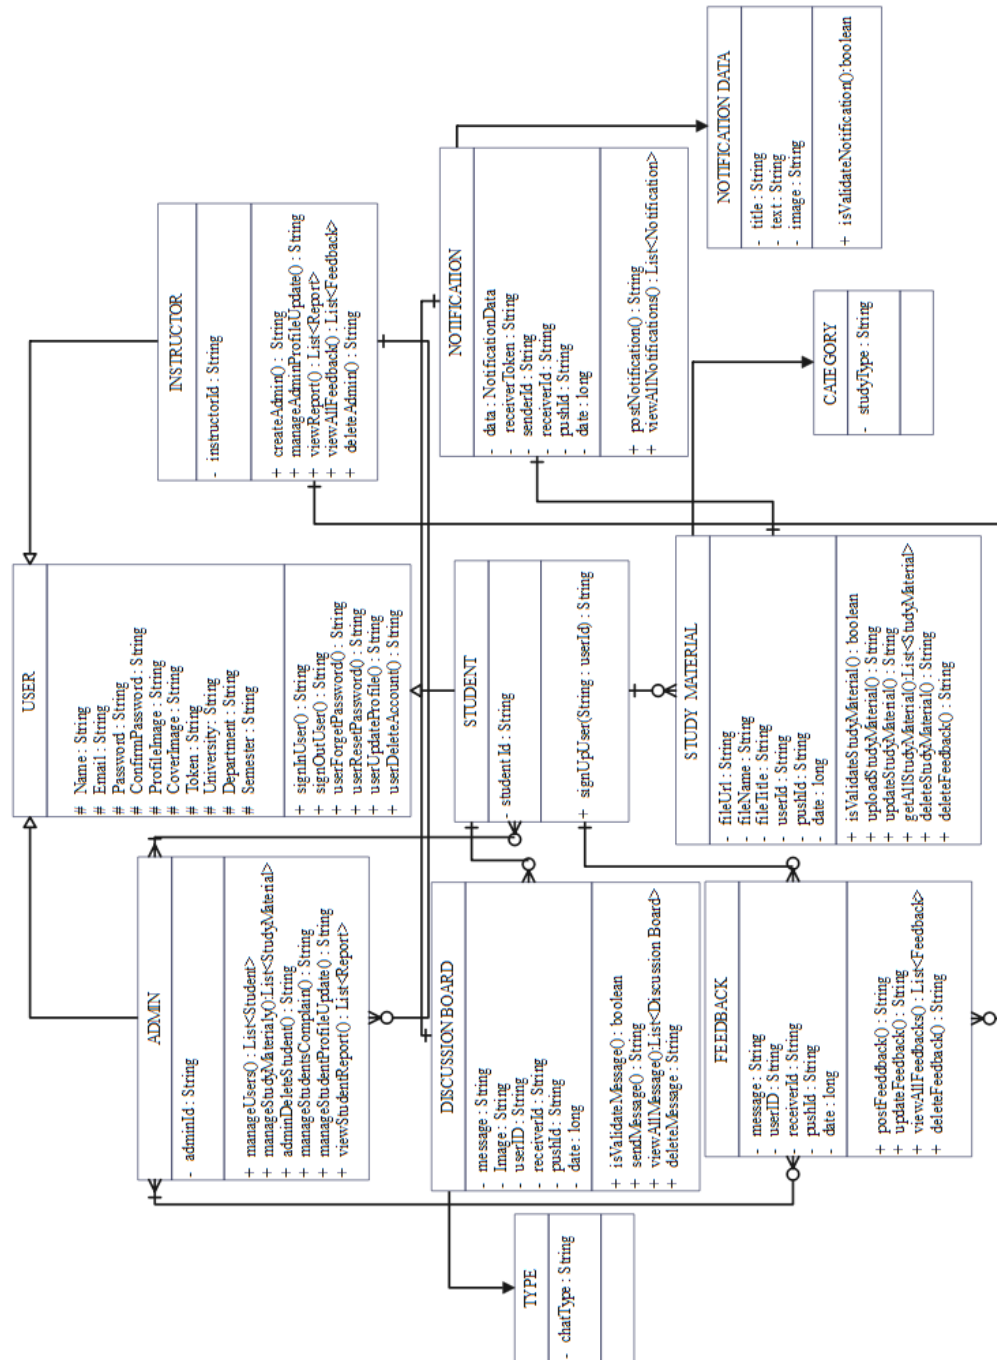 ADMIN
- adminId : String
+ manageUsers() : List<Student>
+ manageStudyMaterialy():List<StudyMaterial>
+ adminDeleteStudent() : String
+ manageStudentsComplain() : String
+ manageStudentProfileUpdate() : String
+ viewStudentReport() : List<Report>
USER
# Name : String
# Email : String
# Password : String
# ConfirmPassword : String
# ProfileImage : String
# CoverImage : String
# Token : String
# University : String
# Department : String
# Semester : String
+ signInUser() : String
+ signOutUser() : String
+ userForgetPassword() : String
+ userResetPassword() : String
+ userUpdateProfile() : String
+ userDeleteAccount() : String
INSTRUCTOR
- instructorId : String
+ createAdmin() : String
+ manageAdminProfileUpdate() : String
+ viewReport() : List<Report>
+ viewAllFeedback() : List<Feedback>
+ deleteAdmin() : String
TYPE
- chatType : String
DISCUSSION BOARD
- message : String
- Image : String
- userID : String
- receiverId : String
- pushId : String
- date : long
+ isValidateMessage() : boolean
+ sendMessage() : String
+ viewAllMessage():List<Discussion Board>
+ deleteMessage : String
STUDENT
- student Id : String
+ signUpUser(String : userId) : String
NOTIFICATION
- data : NotificationData
- receiverToken : String
- senderId : String
- receiverId : String
- pushId : String
- date : long
+ postNotification() : String
+ viewAllNotifications() : List<Notification>
FEEDBACK
- message : String
- userID : String
- receiverId : String
- pushId : String
- date : long
+ postFeeddback() : String
+ updateFeedback() : String
+ viewAllFeedbacks() : List<Feedback>
+ deleteFeedback() : String
STUDY MATERIAL
- fileUrl : String
- fileName : String
- fileTitle : String
- userId : String
- pushId : String
- date : long
+ isValidateStudyMaterial() : boolean
+ uploadStudyMaterial() : String
+ updateStudyMaterial() : String
+ getAllStudyMaterial():List<StudyMaterial>
+ deleteStudyMaterial() : String
+ deleteFeedback() : String
CATEGORY
- studyType : String
NOTIFICATION DATA
- title : String
- text : String
- image : String
+ isValidateNotification():boolean